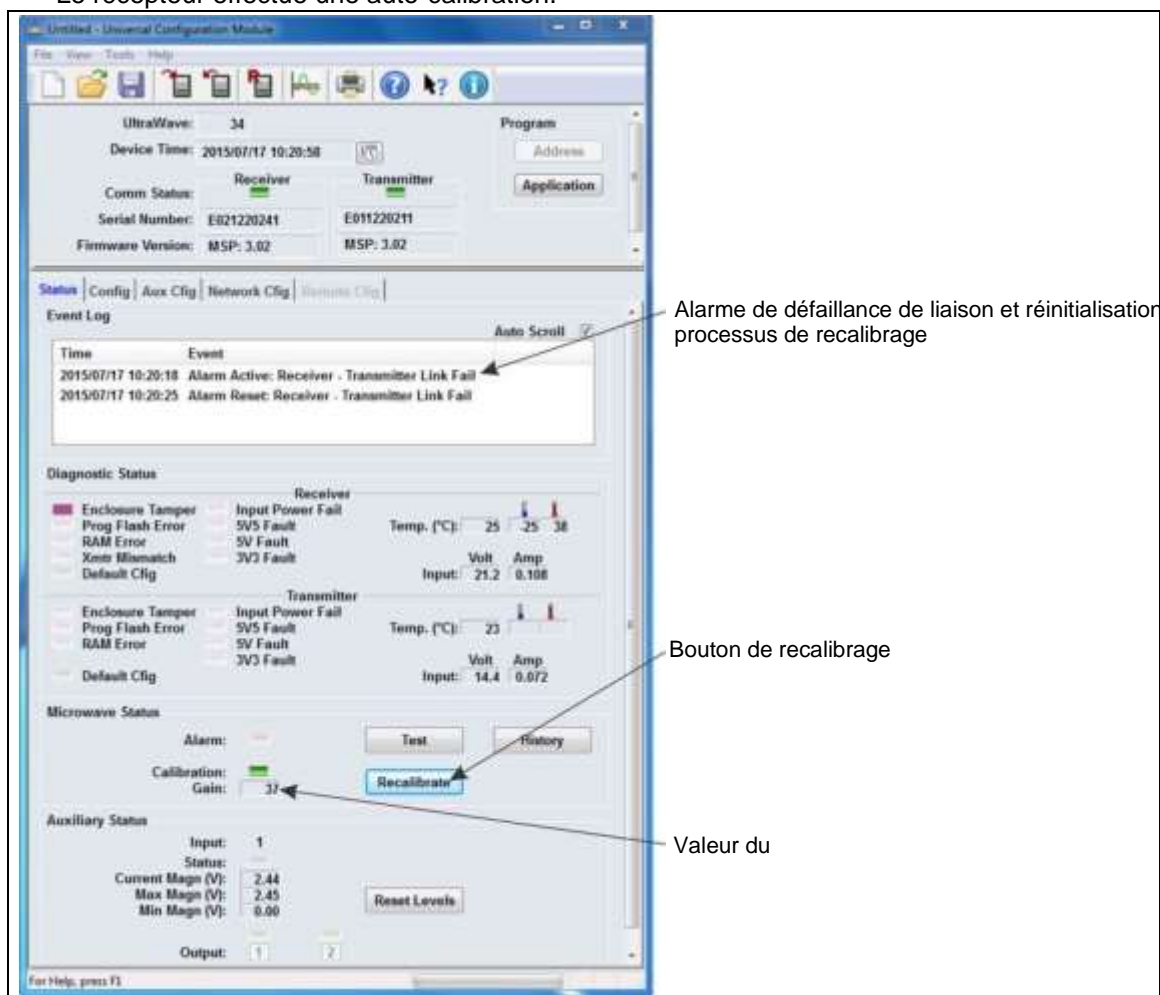 Le récepteur effectue une auto-calibration.
Untitled - Universal Configuration Module
File View Tools Help
UltraWave: 34
Program
Device Time: 2015/07/17 10:20:58
Address
Receiver Transmitter
Application
Comm Status:
Serial Number: E021220241 E011220211
Firmware Version: MSP: 3.02 MSP: 3.02
Status Config Aux Cfig Network Cfig Remote Cfig
Event Log
Auto Scroll
Time Event
2015/07/17 10:20:18 Alarm Active: Receiver - Transmitter Link Fail
2015/07/17 10:20:25 Alarm Reset: Receiver - Transmitter Link Fail
Alarme de défaillance de liaison et réinitialisation
processus de recalibrage
Diagnostic Status
Receiver
Enclosure Tamper Input Power Fail
Prog Flash Error 5V5 Fault Temp. (°C): 25 -25 38
RAM Error 5V Fault
Xmtr Mismatch 3V3 Fault Volt Amp
Default Cfig Input: 21.2 0.108
Transmitter
Enclosure Tamper Input Power Fail
Prog Flash Error 5V5 Fault Temp. (°C): 23
RAM Error 5V Fault
3V3 Fault Volt Amp
Default Cfig Input: 14.4 0.072
Bouton de recalibrage
Microwave Status
Alarm: Test History
Calibration:
Gain: 37 Recalibrate
Auxiliary Status
Input: 1
Status:
Current Magn (V): 2.44
Max Magn (V): 2.45 Reset Levels
Min Magn (V): 0.00
Output: 1 2
Valeur du
For Help, press F1